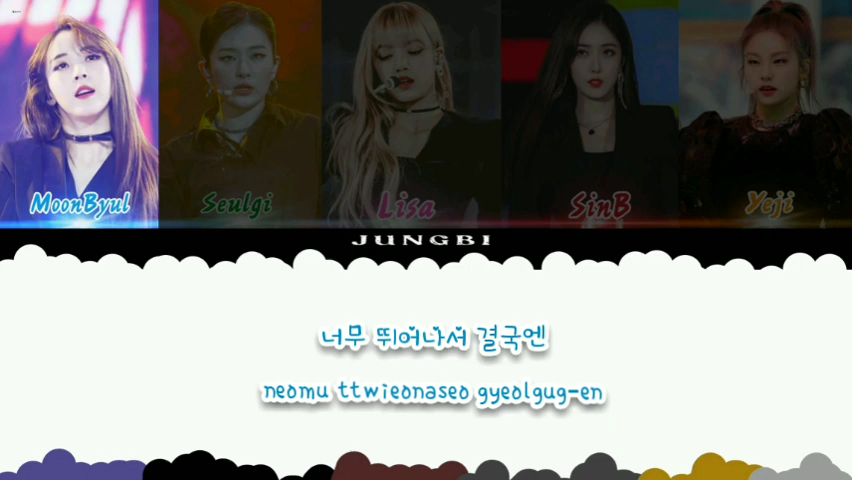 MoonByul
Seulgi
Lisa
SinB
Yeji
JUNGBI
너무 뛰어나서 결국엔
neomu ttwieonaseo gyeolgug-en